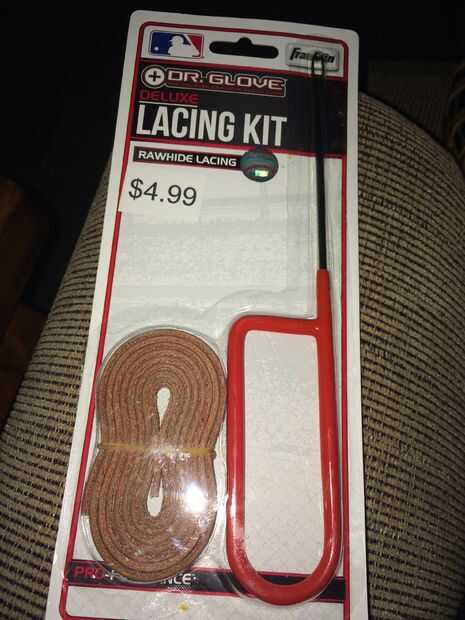 Franklin
DR. GLOVE
DELUXE
LACING KIT
RAWHIDE LACING
$4.99